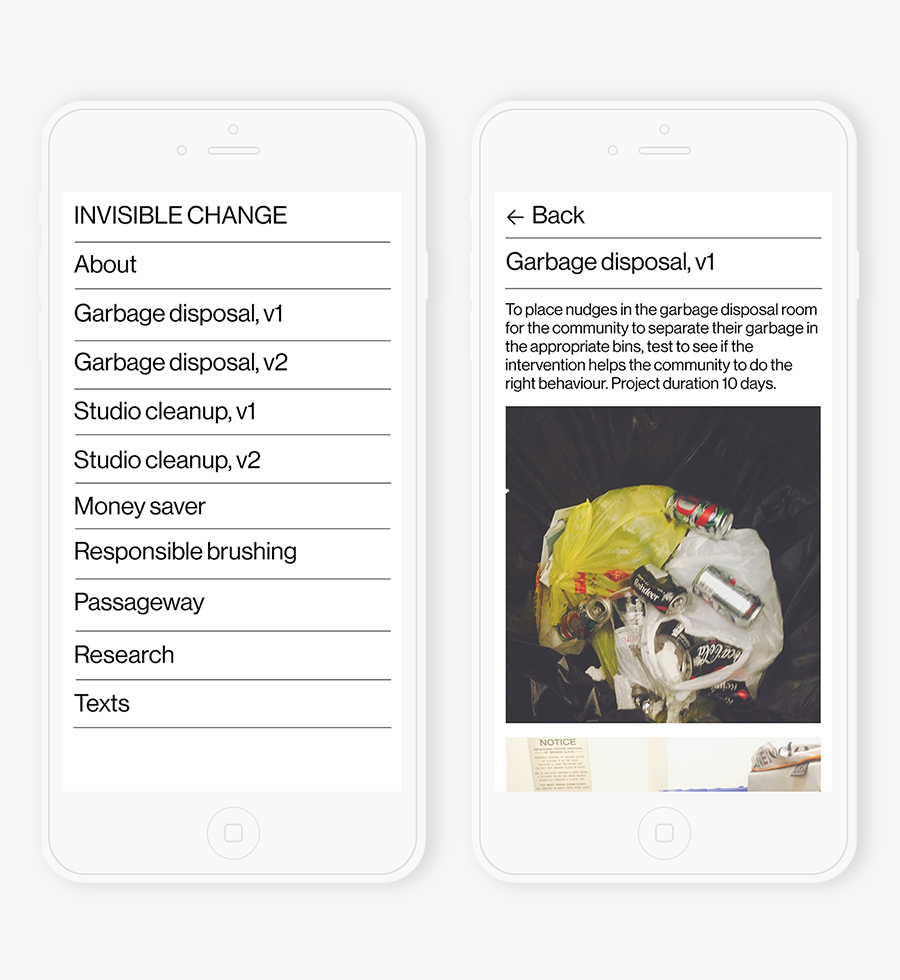 INVISIBLE CHANGE
About
Garbage disposal, v1
Garbage disposal, v2
Studio cleanup, v1
Studio cleanup, v2
Money saver
Responsible brushing
Passageway
Research
Texts
← Back
Garbage disposal, v1
To place nudges in the garbage disposal room
for the community to separate their garbage in
the appropriate bins, test to see if the
intervention helps the community to do the
right behaviour. Project duration 10 days.
Reindeer
Coca-Cola
NOTICE